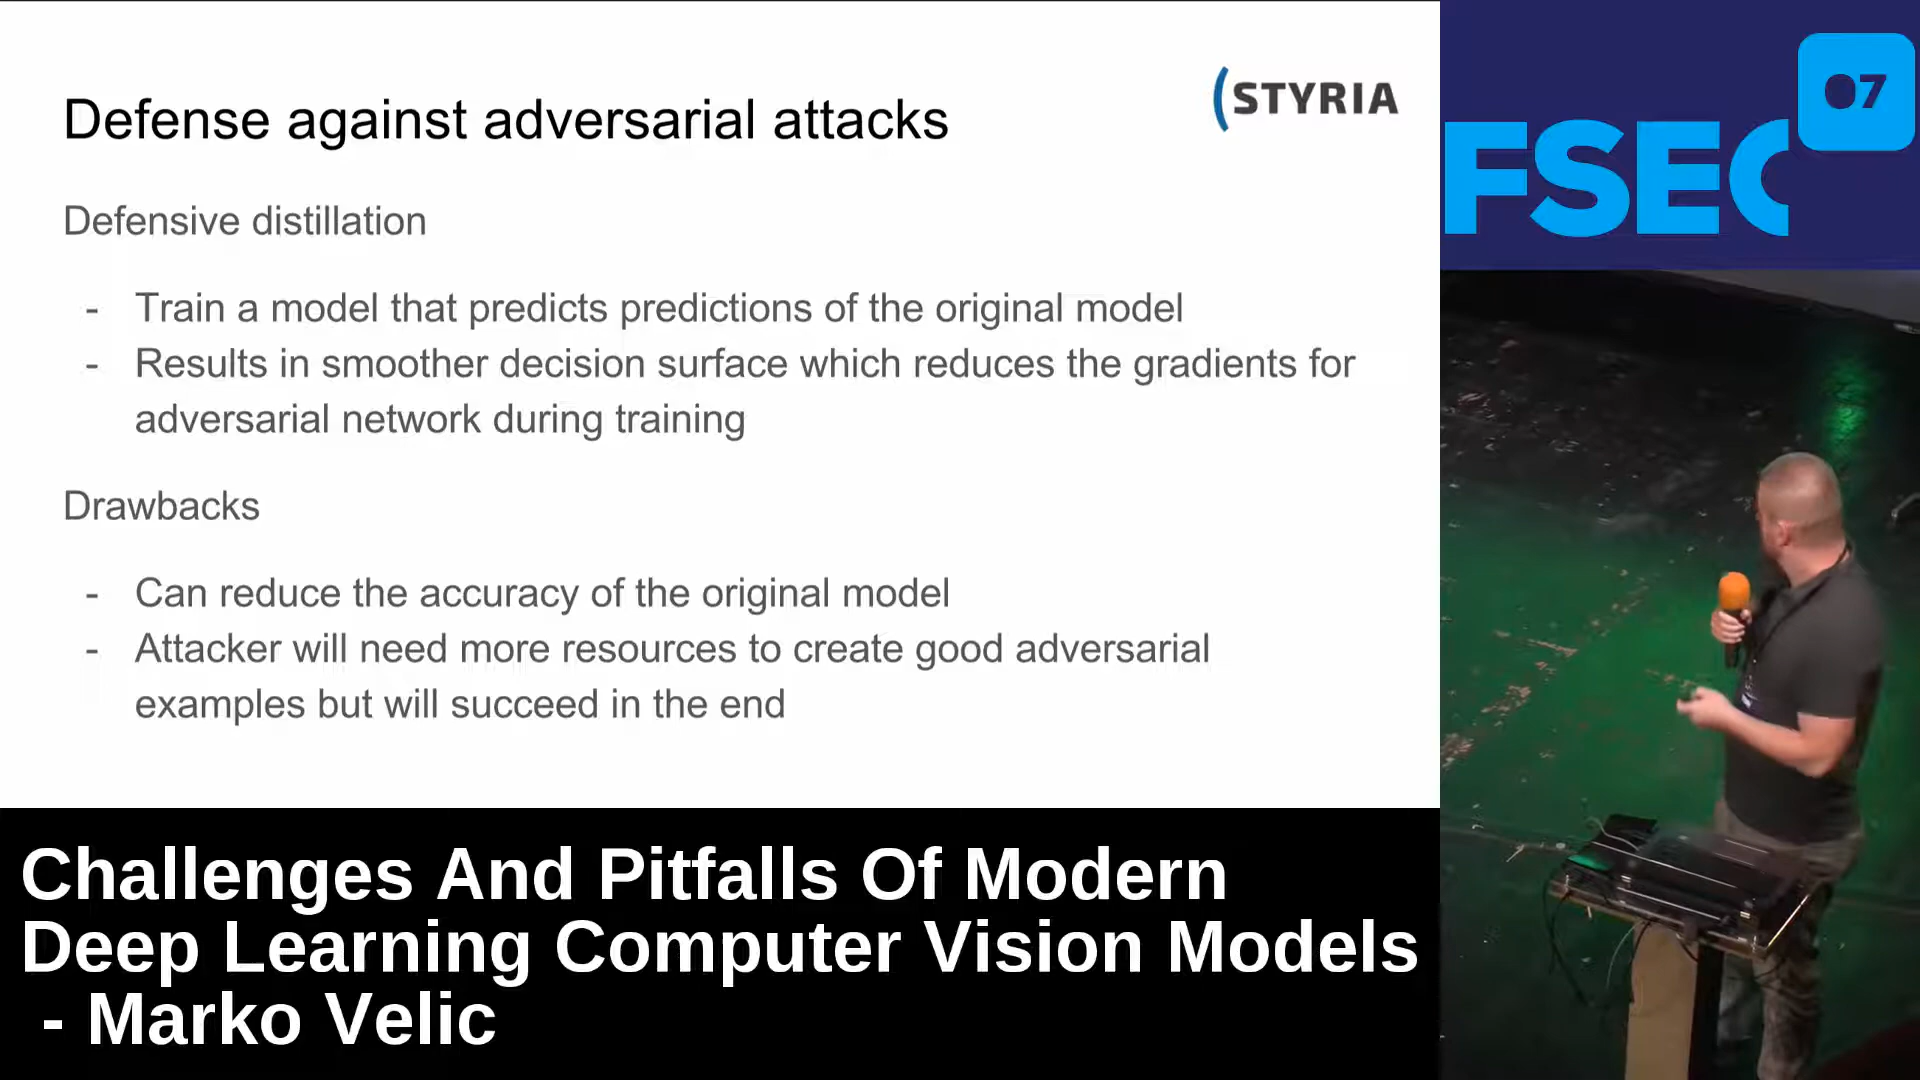 Defense against adversarial attacks
STYRIA
Defensive distillation
- Train a model that predicts predictions of the original model
- Results in smoother decision surface which reduces the gradients for
adversarial network during training
Drawbacks
- Can reduce the accuracy of the original model
- Attacker will need more resources to create good adversarial
examples but will succeed in the end
07
FSEC
Challenges And Pitfalls Of Modern
Deep Learning Computer Vision Models
- Marko Velic